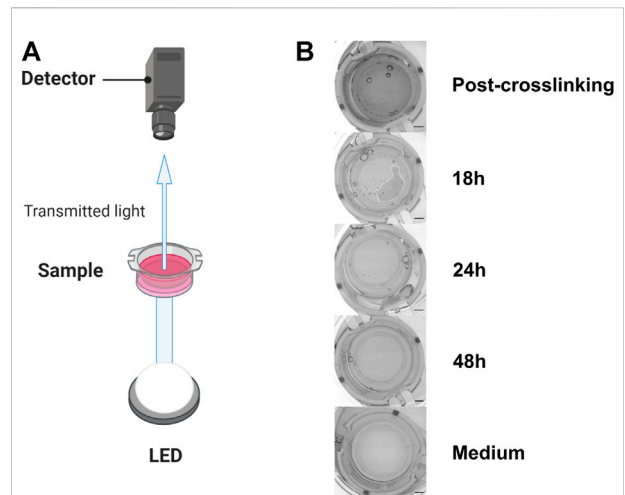 A
Detector
Transmitted light
Sample
LED
B
Post-crosslinking
18h
24h
48h
Medium